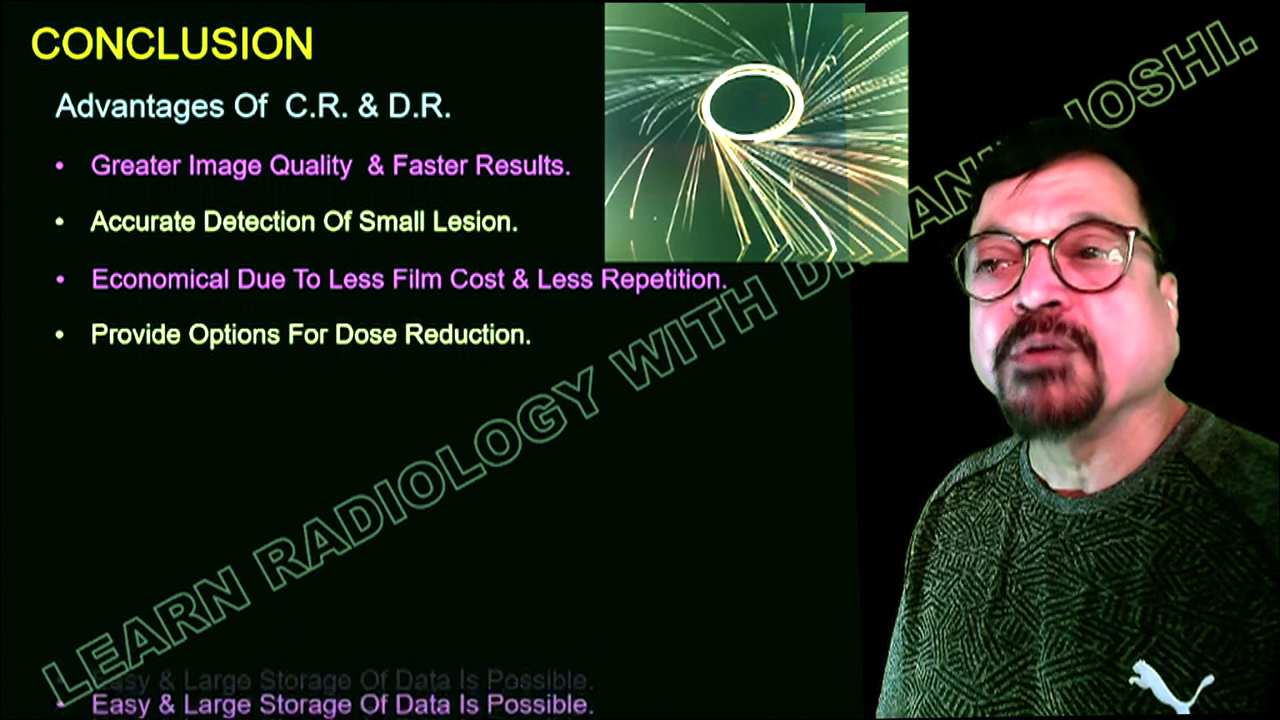 CONCLUSION
Advantages Of C.R. & D.R.
• Greater Image Quality & Faster Results.
• Accurate Detection Of Small Lesion.
• Economical Due To Less Film Cost & Less Repetition.
• Provide Options For Dose Reduction.
LEARN RADIOLOGY WITH JOSHI.
Easy & Large Storage Of Data Is Possible.
• Easy & Large Storage Of Data Is Possible.